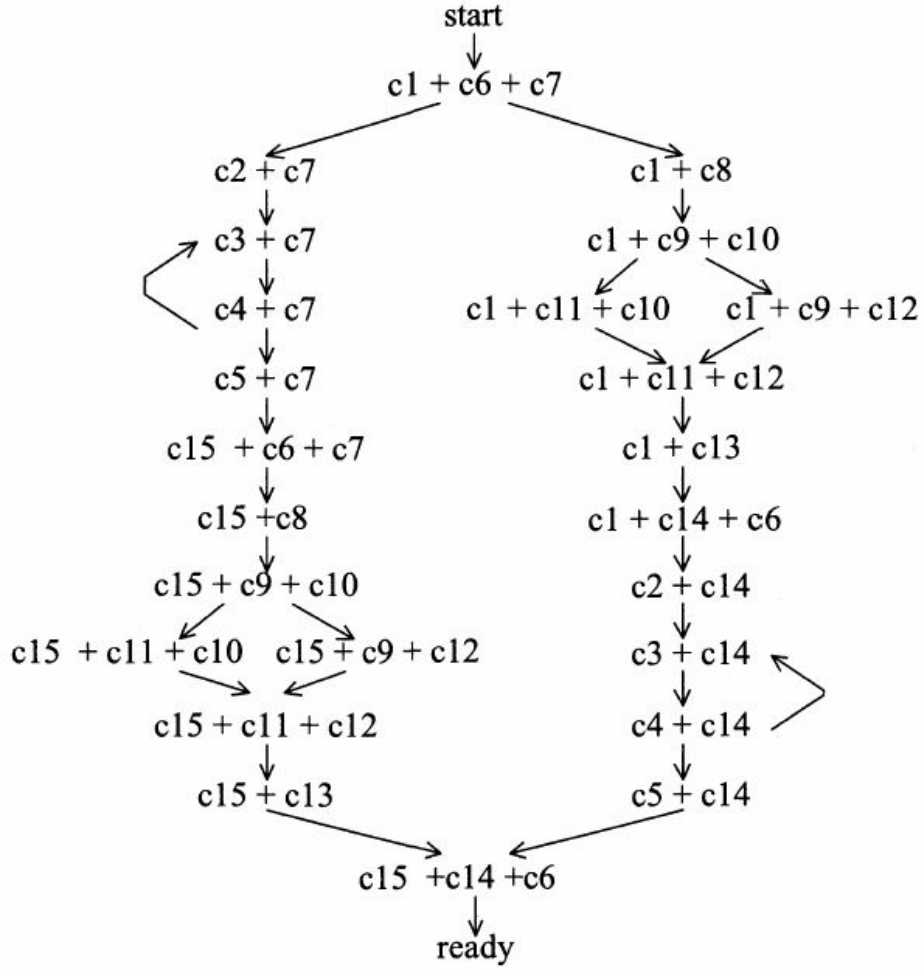 start
c1 + c6 + c7
c2 + c7
c1 + c8
c3 + c7
c1 + c9 + c10
c4 + c7
c1 + c11 + c10
c1 + c9 + c12
c5 + c7
c1 + c11 + c12
c15 + c6 + c7
c1 + c13
c15 +c8
c1 + c14 + c6
c15 + c9 + c10
c2 + c14
c15 + c11 + c10
c15 + c9 + c12
c3 + c14
c15 + c11 + c12
c4 + c14
c15 + c13
c5 + c14
c15 +c14 +c6
ready